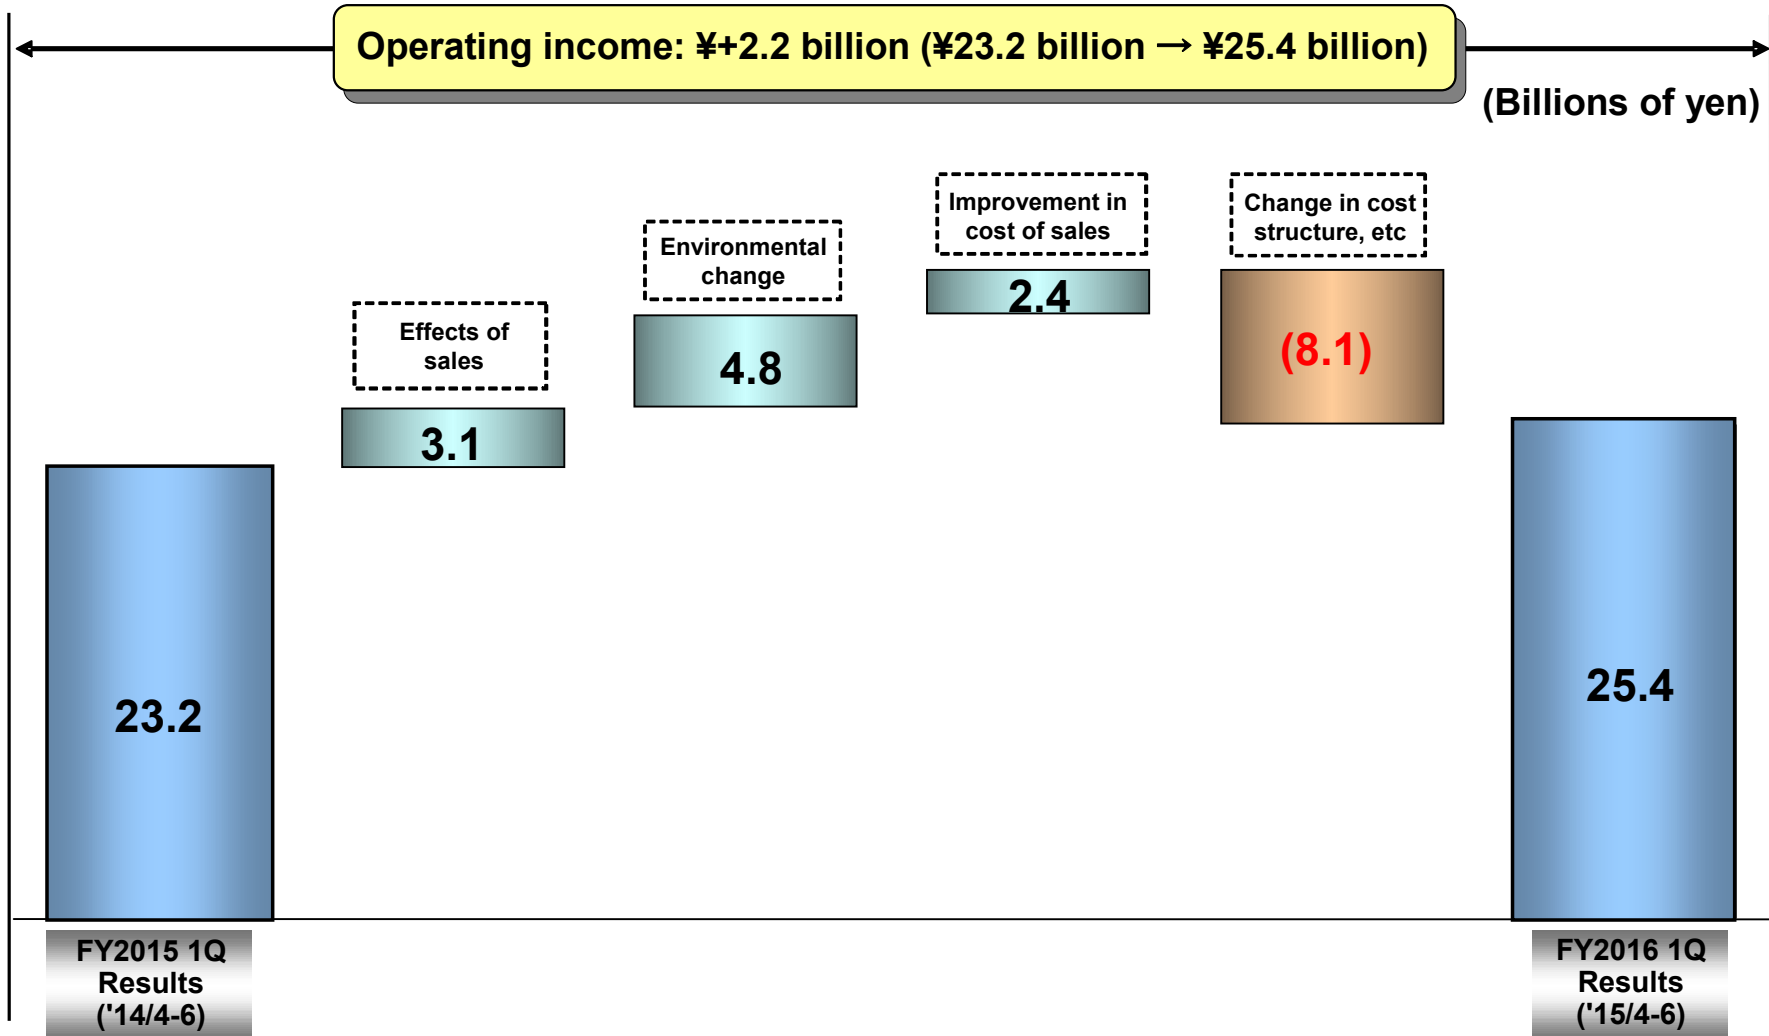 Operating income: ¥+2.2 billion (¥23.2 billion → ¥25.4 billion)
(Billions of yen)
Improvement in
cost of sales
Change in cost
structure, etc
Environmental
change
Effects of
sales
2.4
(8.1)
4.8
3.1
23.2
25.4
FY2015 1Q
Results
('14/4-6)
FY2016 1Q
Results
('15/4-6)